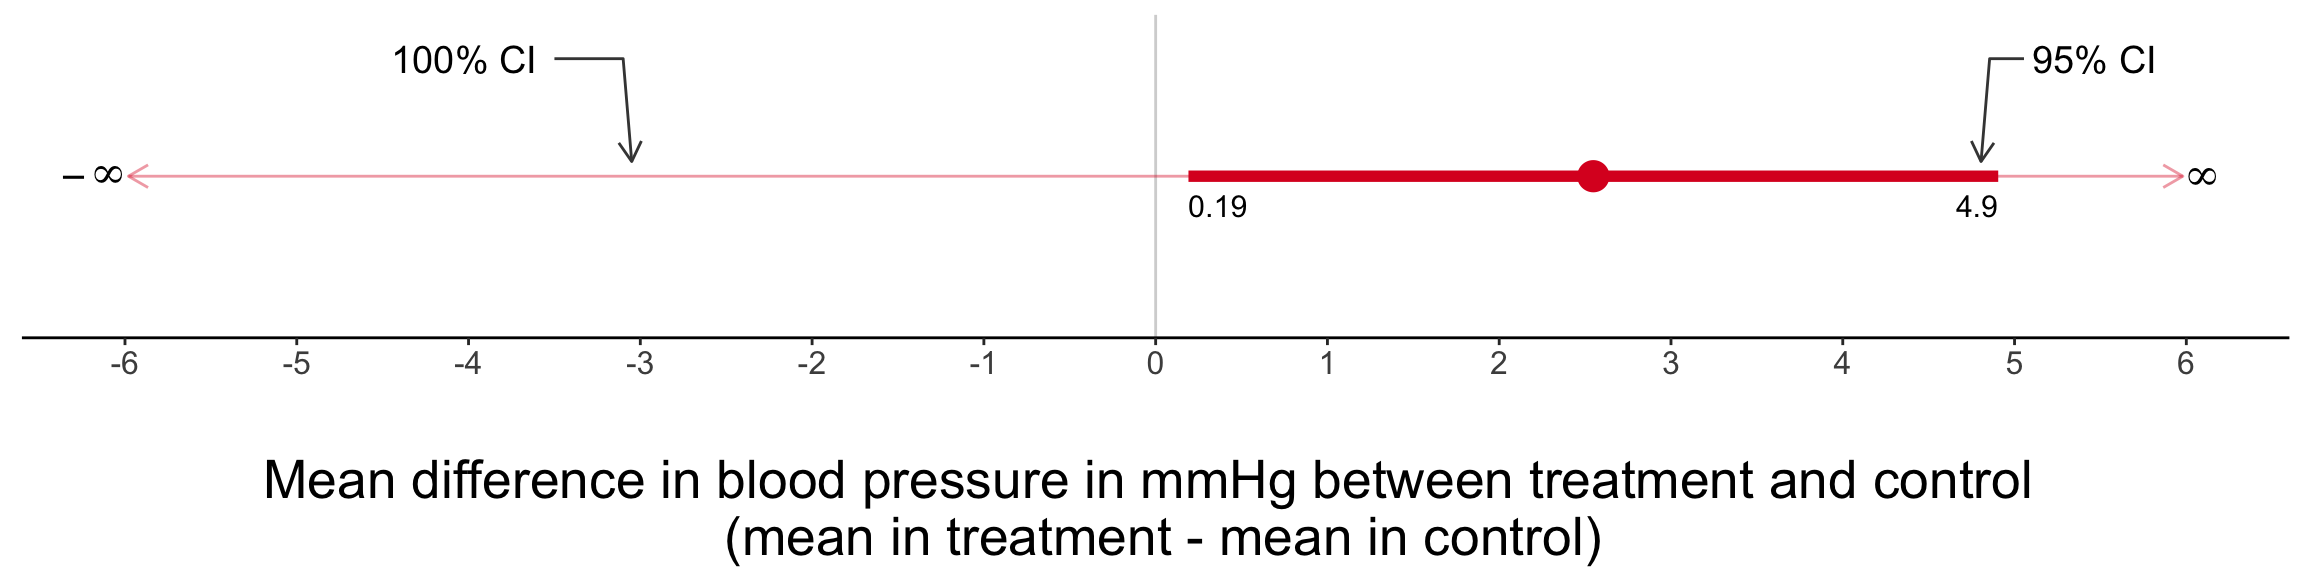 100% CI
95% CI
– ∞
∞
0.19
4.9
-6 -5 -4 -3 -2 -1 0 1 2 3 4 5 6
Mean difference in blood pressure in mmHg between treatment and control
(mean in treatment - mean in control)